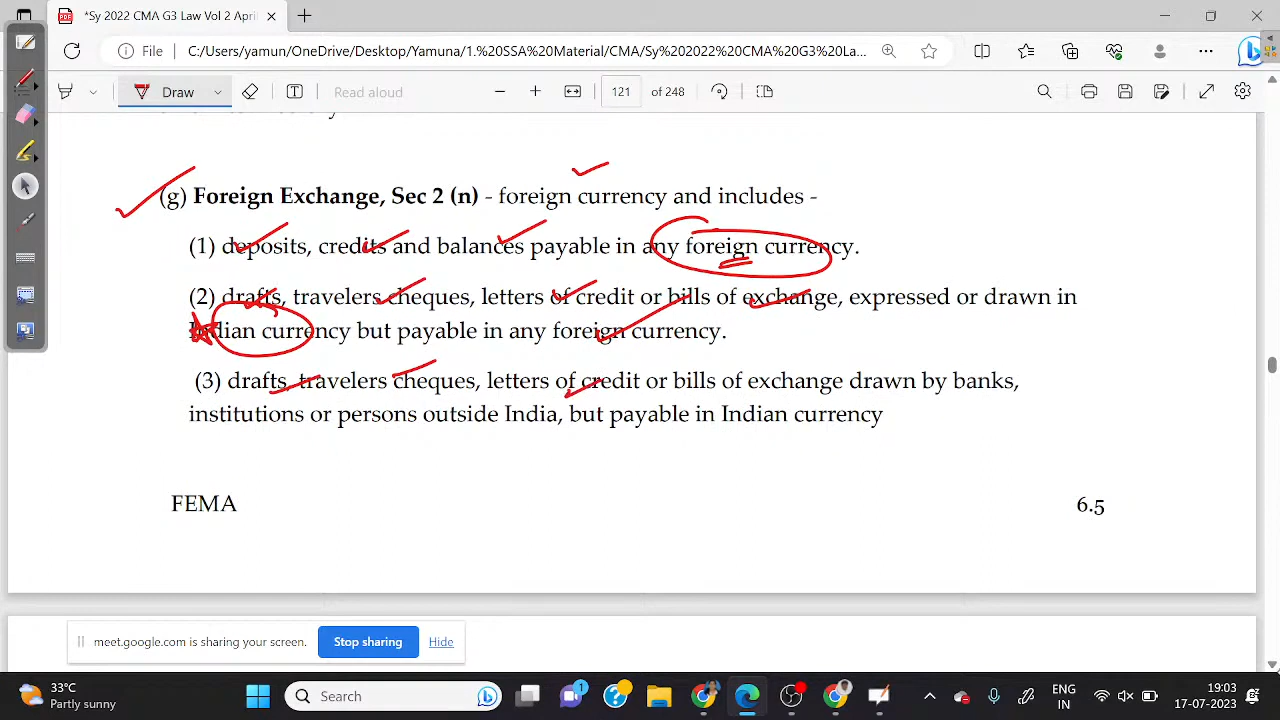 *Sy 2022 CMA G3 Law Vol 2 April
File
C:/Users/yamun/OneDrive/Desktop/Yamuna/1.%20SSA%20Material/CMA/Sy%202022%20CMA%20G3%20La...
Draw
Read aloud
121 of 248
(g) Foreign Exchange, Sec 2 (n) - foreign currency and includes -
(1) deposits, credits and balances payable in any foreign currency.
(2) drafts, travelers cheques, letters of credit or bills of exchange, expressed or drawn in
Indian currency but payable in any foreign currency.
(3) drafts, travelers cheques, letters of credit or bills of exchange drawn by banks,
institutions or persons outside India, but payable in Indian currency
FEMA 6.5
meet.google.com is sharing your screen. Stop sharing Hide
33°C
Partly sunny
Search
1
ENG
IN
19:03
17-07-2023